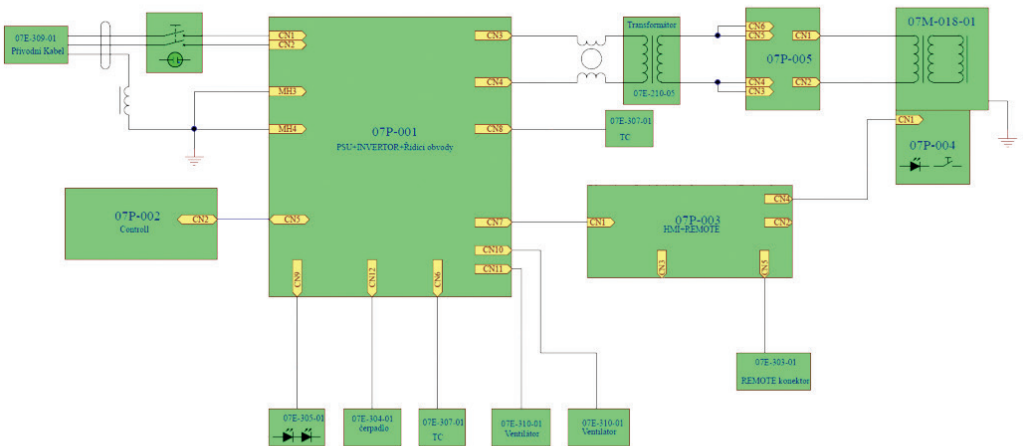 07E-309-01
Přívodní Kabel
CN1
CN2
MH3
MH4
07P-001
PSU+INVERTOR+Řídící obvody
CN3
CN4
CN8
CN7
CN10
CN11
CN5
CN9
CN12
CN6
07P-002
Controll
CN2
Transformátor
07E-210-05
07E-307-01
TC
CN6
CN5
CN1
07P-005
CN4
CN3
CN2
07M-018-01
CN1
07P-004
07P-003
HMI+REMOTE
CN1
CN4
CN2
CN3
CN5
07E-303-01
REMOTE konektor
07E-305-01
07E-304-01
čerpadlo
07E-307-01
TC
07E-310-01
Ventilátor
07E-310-01
Ventilátor